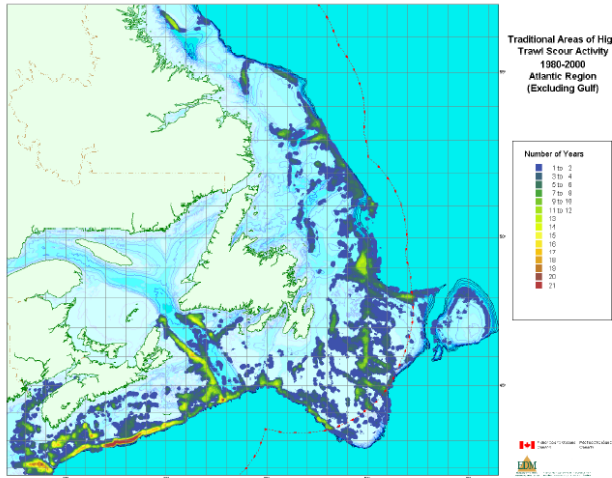 Traditional Areas of Hig
Trawl Scour Activity
1980-2000
Atlantic Region
(Excluding Gulf)
Number of Years
1 to 2
3 to 4
5 to 6
7 to 8
9 to 10
11 to 12
13
14
15
16
17
18
19
20
21
EDM